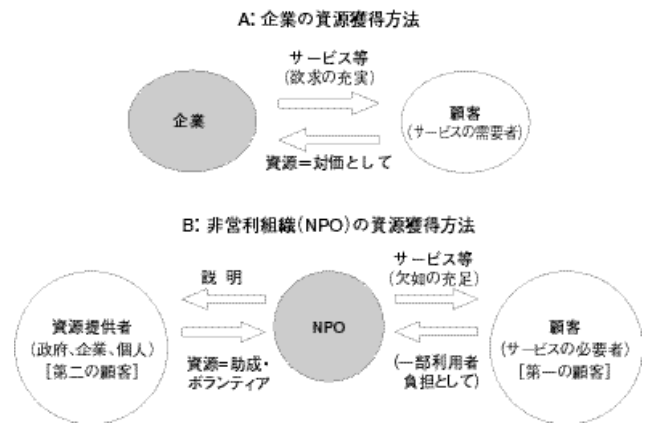 A: 企業の資源獲得方法
サービス等
(欲求の充実)
企業
顧客
(サービスの需要者)
資源=対価として
B: 非営利組織(NPO)の資源獲得方法
サービス等
(欠如の充足)
説 明
NPO
資源提供者
(政府、企業、個人)
[第二の顧客]
顧客
(サービスの必要者)
[第一の顧客]
資源=助成・
ボランティア
(一部利用者
負担として)